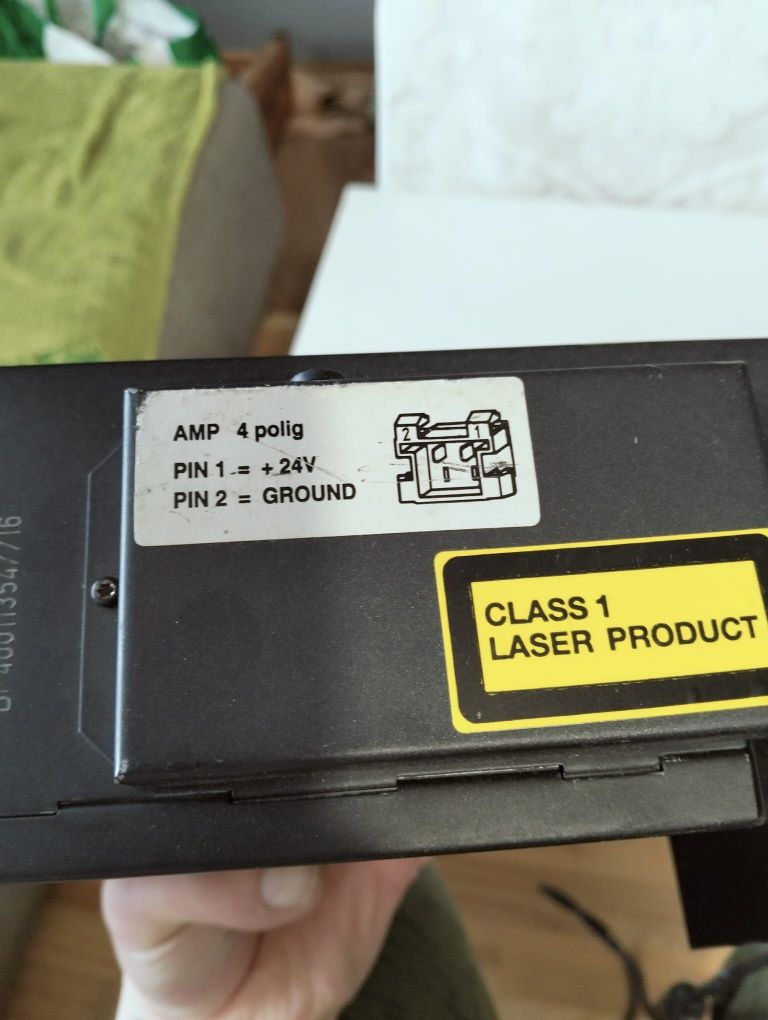 AMP 4 polig
PIN 1 = + 24V
PIN 2 = GROUND
2 1
CLASS 1
LASER PRODUCT